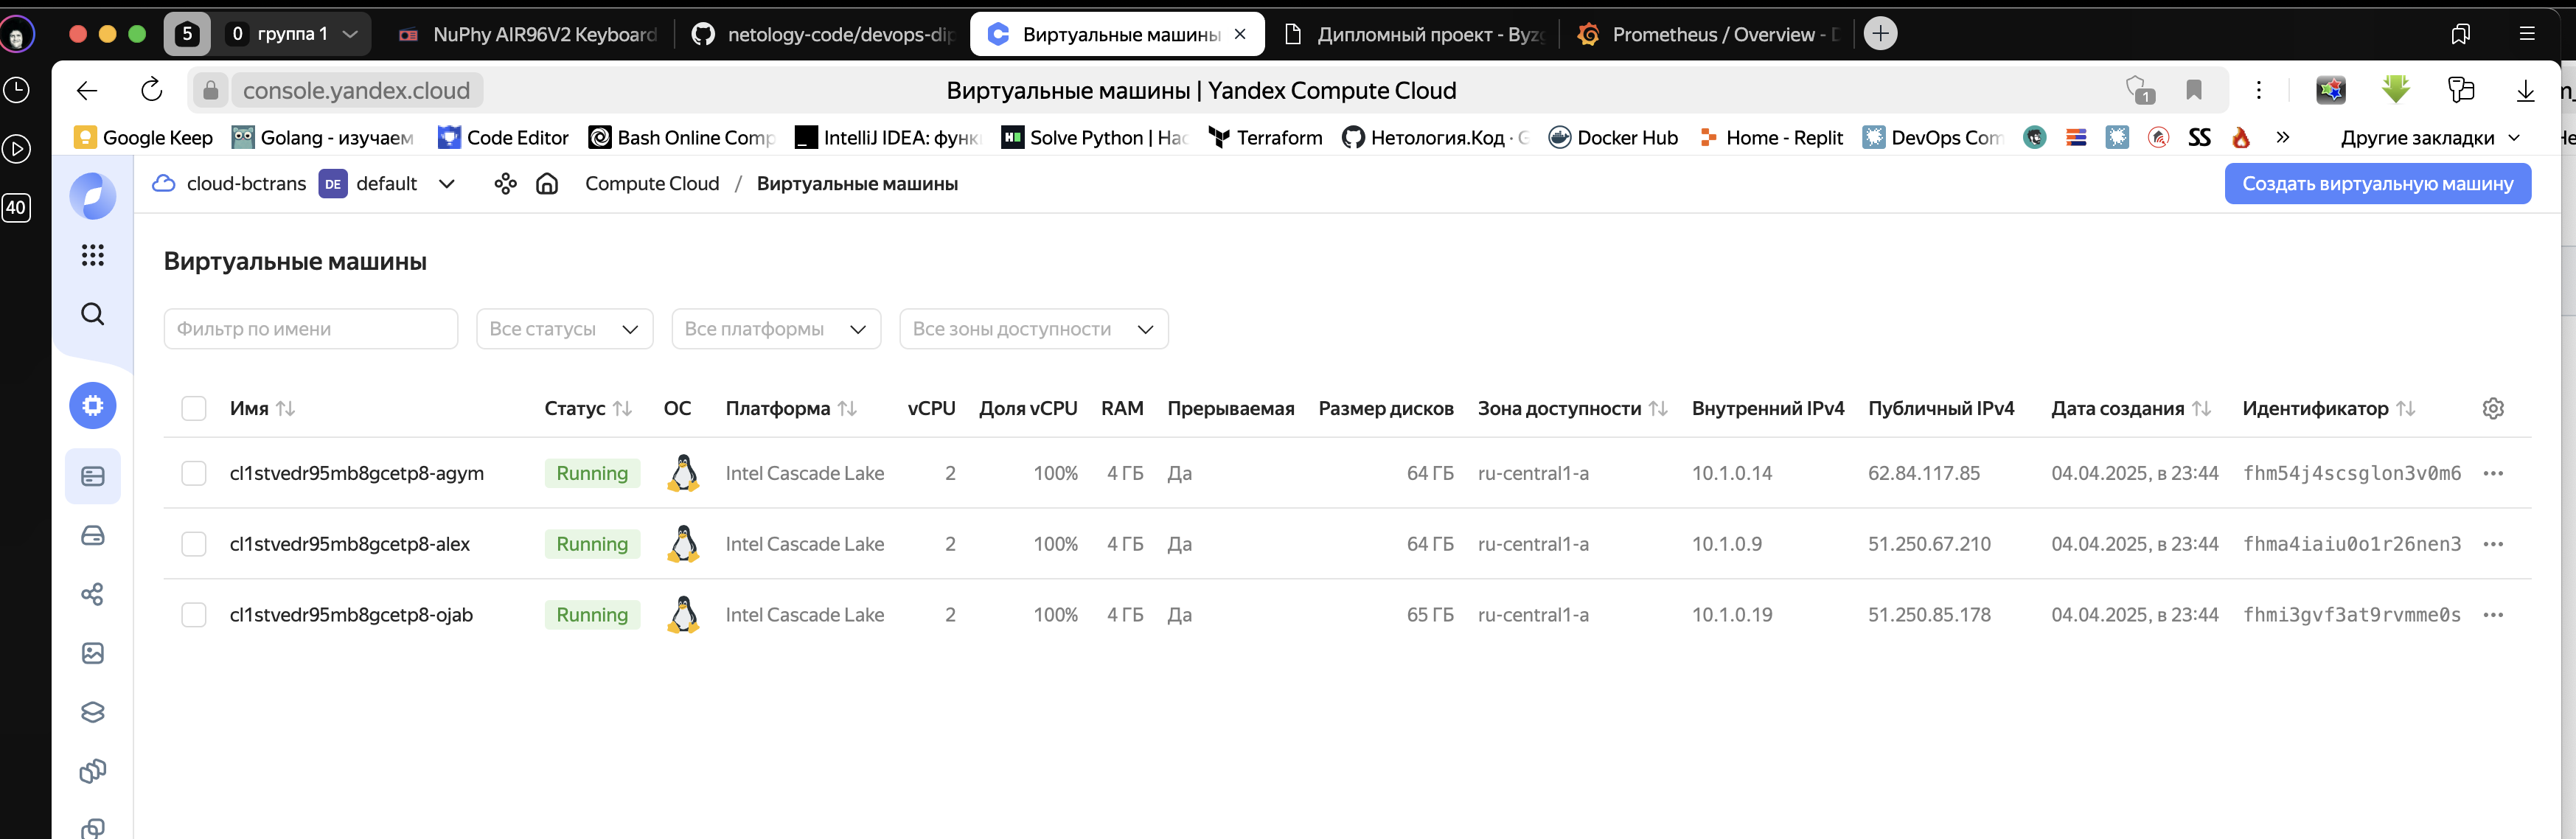 5 0 группа 1 NuPhy AIR96V2 Keyboard netology-code/devops-dip Виртуальные машины Дипломный проект - Byz Prometheus / Overview - D
console.yandex.cloud Виртуальные машины | Yandex Compute Cloud 1
Google Keep Golang - изучаем Code Editor Bash Online Comp IntelliJ IDEA: функ Solve Python | Hac Terraform Нетология.Код · G Docker Hub Home - Replit DevOps Com SS » Другие закладки
40
cloud-bctrans DE default Compute Cloud / Виртуальные машины Создать виртуальную машину
Виртуальные машины
Фильтр по имени Все статусы Все платформы Все зоны доступности
Имя Статус ОС Платформа vCPU Доля vCPU RAM Прерываемая Размер дисков Зона доступности Внутренний IPv4 Публичный IPv4 Дата создания Идентификатор
cl1stvedr95mb8gcetp8-agym Running Intel Cascade Lake 2 100% 4 ГБ Да 64 ГБ ru-central1-a 10.1.0.14 62.84.117.85 04.04.2025, в 23:44 fhm54j4scsglon3v0m6
cl1stvedr95mb8gcetp8-alex Running Intel Cascade Lake 2 100% 4 ГБ Да 64 ГБ ru-central1-a 10.1.0.9 51.250.67.210 04.04.2025, в 23:44 fhma4iaiu0o1r26nen3
cl1stvedr95mb8gcetp8-ojab Running Intel Cascade Lake 2 100% 4 ГБ Да 65 ГБ ru-central1-a 10.1.0.19 51.250.85.178 04.04.2025, в 23:44 fhmi3gvf3at9rvmme0s